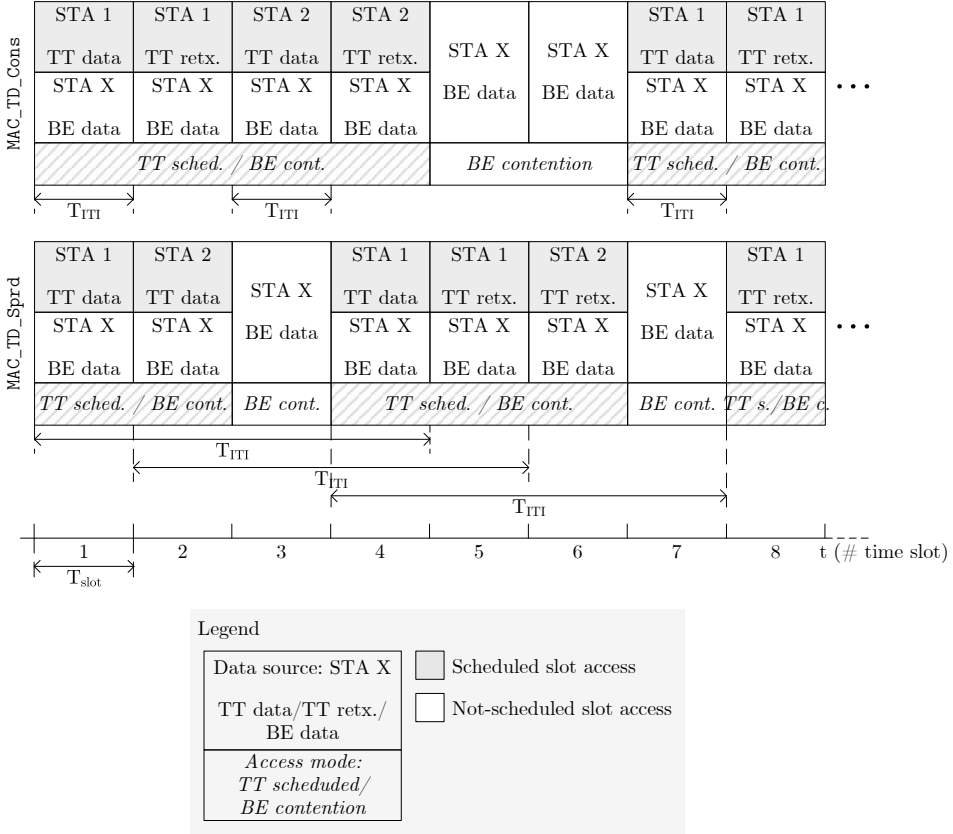 MAC_TD_Cons
STA 1 STA 1 STA 2 STA 2 STA 1 STA 1
TT data TT retx. TT data TT retx. STA X STA X TT data TT retx.
STA X STA X STA X STA X BE data BE data STA X STA X
BE data BE data BE data BE data BE data BE data
TT sched. / BE cont. BE contention TT sched. / BE cont.
T_ITI T_ITI T_ITI
MAC_TD_Sprd
STA 1 STA 2 STA 1 STA 1 STA 2 STA 1
TT data TT data STA X TT data TT retx. TT retx. STA X TT retx.
STA X STA X BE data STA X STA X STA X BE data STA X
BE data BE data BE data BE data BE data BE data
TT sched. / BE cont. BE cont. TT sched. / BE cont. BE cont. TT s./BE c.
T_ITI
T_ITI
T_ITI
1 2 3 4 5 6 7 8 t (# time slot)
T_slot
Legend
Data source: STA X
TT data/TT retx./
BE data
Access mode:
TT scheduded/
BE contention
Scheduled slot access
Not-scheduled slot access